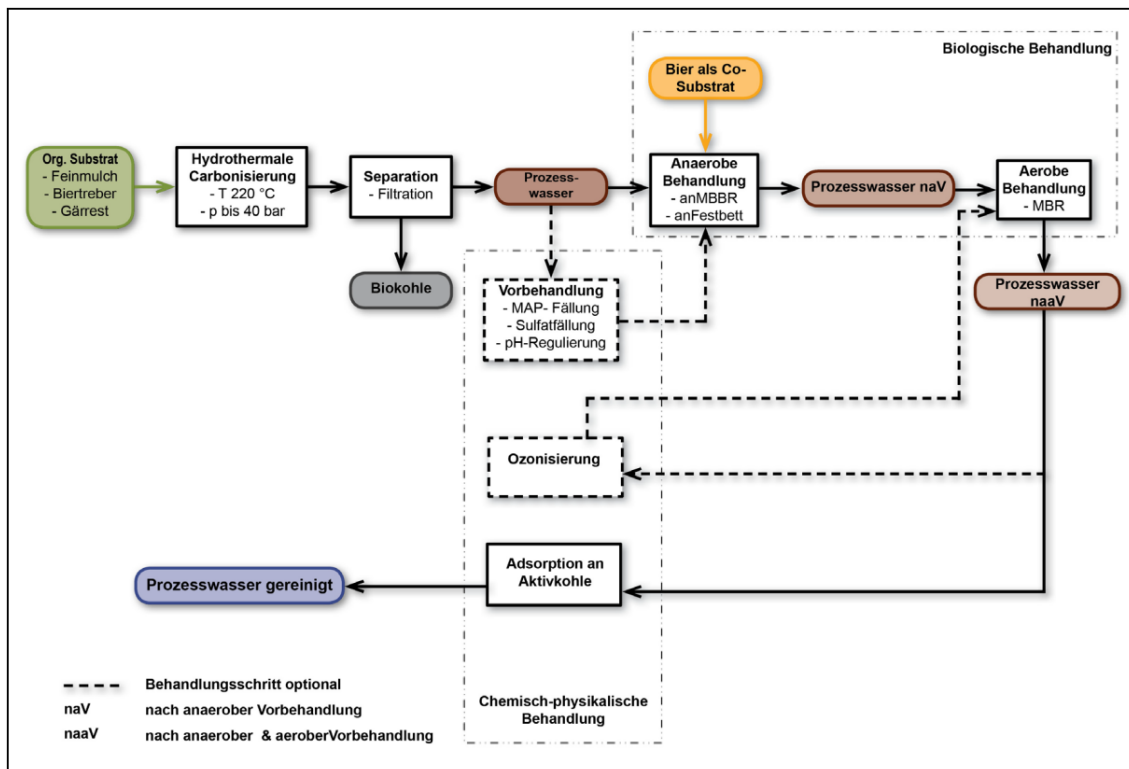 Biologische Behandlung
Bier als Co-
Substrat
Org. Substrat
- Feinmulch
- Biertreber
- Gärrest
Hydrothermale
Carbonisierung
- T 220 °C
- p bis 40 bar
Separation
- Filtration
Prozess-
wasser
Anaerobe
Behandlung
- anMBBR
- anFestbett
Prozesswasser naV
Aerobe
Behandlung
- MBR
Biokohle
Vorbehandlung
- MAP- Fällung
- Sulfatfällung
- pH-Regulierung
Prozesswasser
naaV
Ozonisierung
Adsorption an
Aktivkohle
Prozesswasser gereinigt
Chemisch-physikalische
Behandlung
Behandlungsschritt optional
naV nach anaerober Vorbehandlung
naaV nach anaerober & aeroberVorbehandlung